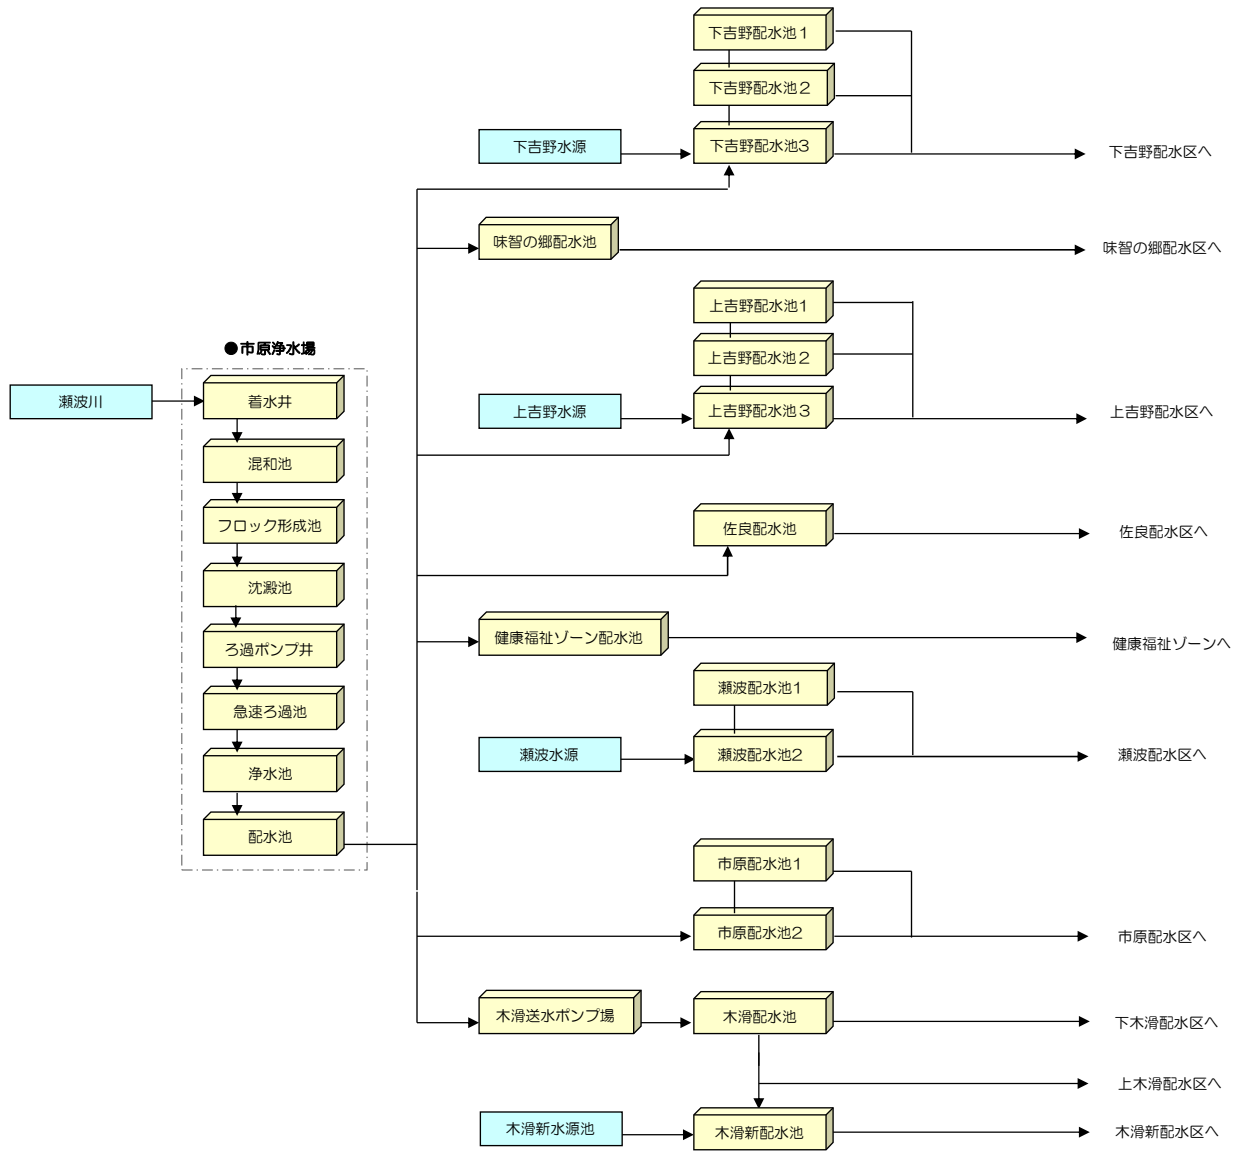 下吉野配水池1
下吉野配水池2
下吉野水源
下吉野配水池3
下吉野配水区へ
味智の郷配水池
味智の郷配水区へ
上吉野配水池1
上吉野配水池2
上吉野水源
上吉野配水池3
上吉野配水区へ
●市原浄水場
瀬波川
着水井
混和池
フロック形成池
沈澱池
ろ過ポンプ井
急速ろ過池
浄水池
配水池
佐良配水池
佐良配水区へ
健康福祉ゾーン配水池
健康福祉ゾーンへ
瀬波配水池1
瀬波水源
瀬波配水池2
瀬波配水区へ
市原配水池1
市原配水池2
市原配水区へ
木滑送水ポンプ場
木滑配水池
下木滑配水区へ
上木滑配水区へ
木滑新水源池
木滑新配水池
木滑新配水区へ